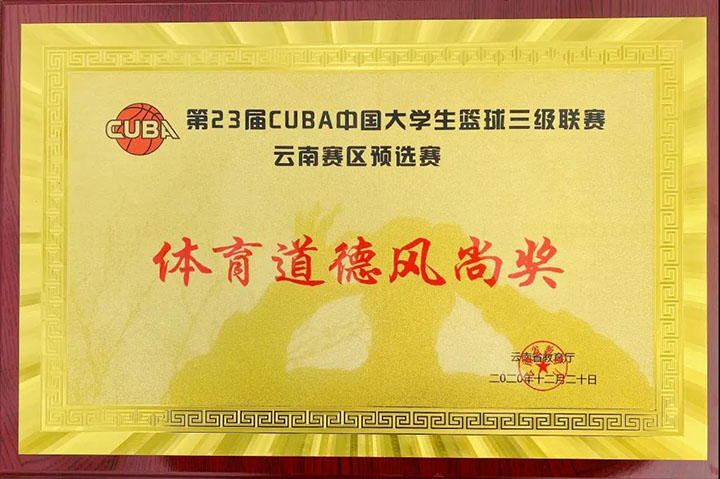 CUBA
第23届CUBA中国大学生篮球三级联赛
云南赛区预选赛
体育道德风尚奖
云南省教育厅
二〇二〇年十二月二十日